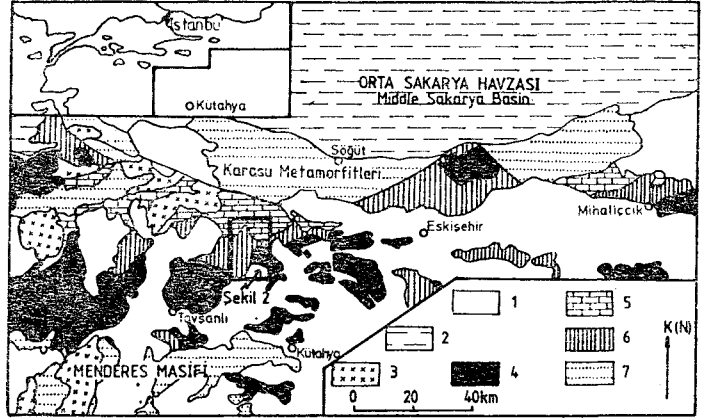 İstanbul
Kütahya
ORTA SAKARYA HAVZASI
Middle Sakarya Basin
Söğüt
Karasu Metamorfitleri
Mihalıççık
Eskişehir
Şekil 2
Tavşanlı
Kütahya
MENDERES MASİFİ
1
5
2
6
K(N)
3
4
7
0 20 40km